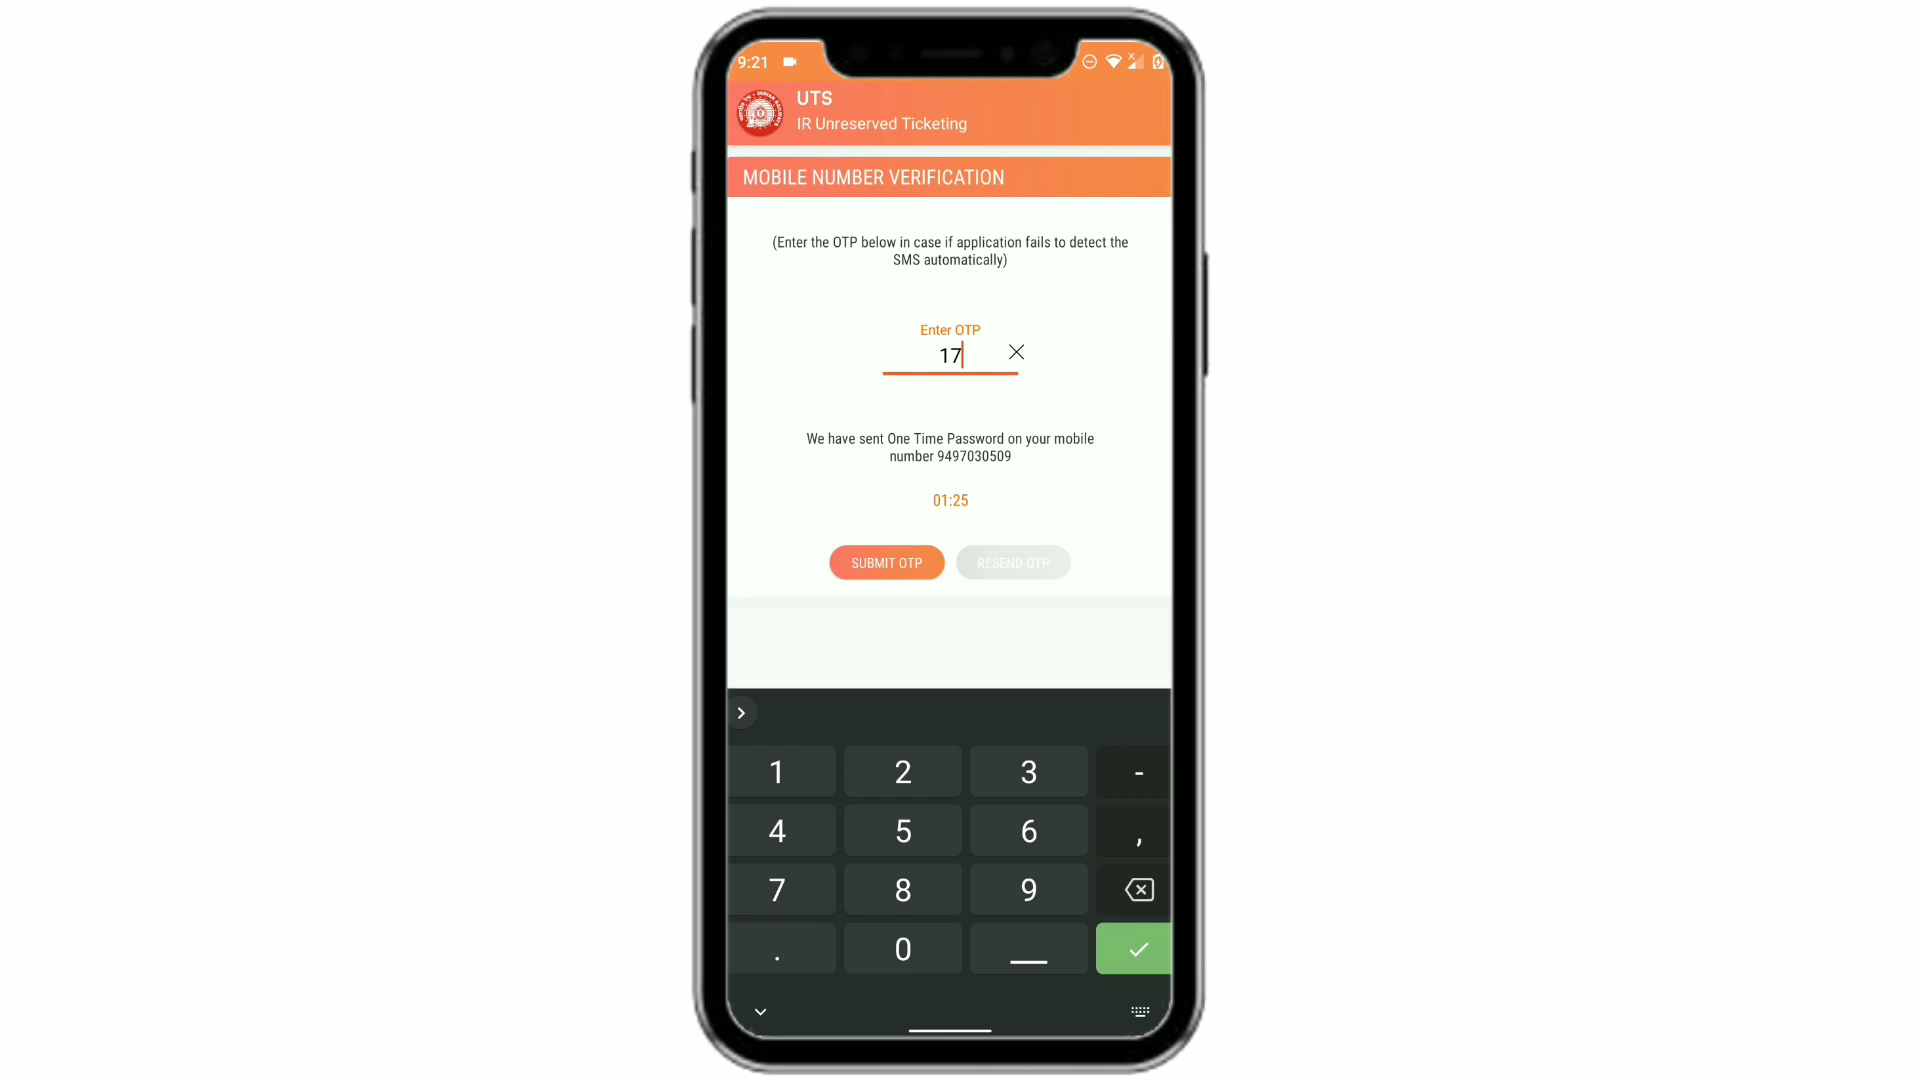 9:21
UTS
IR Unreserved Ticketing
MOBILE NUMBER VERIFICATION
(Enter the OTP below in case if application fails to detect the
SMS automatically)
Enter OTP
17
We have sent One Time Password on your mobile
number 9497030509
01:25
SUBMIT OTP RESEND OTP
1 2 3 -
4 5 6 ,
7 8 9
. 0